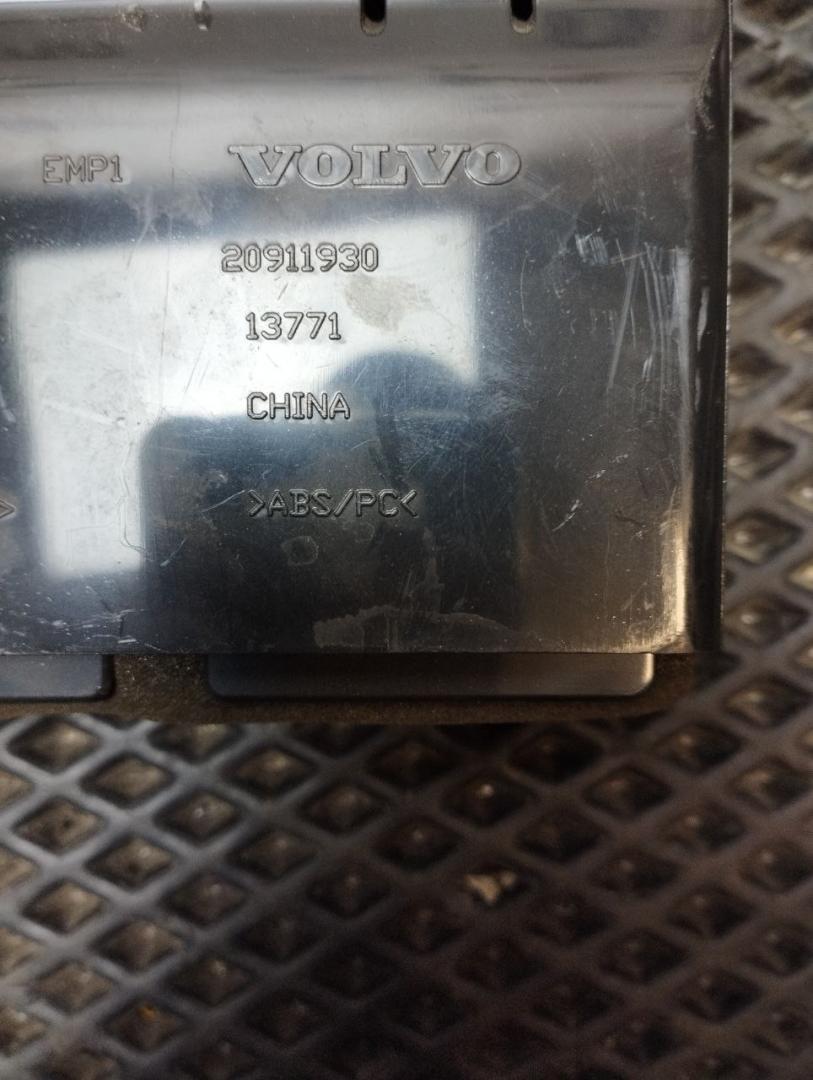 EMP1 VOLVO
20911930
13771
CHINA
>ABS/PC<